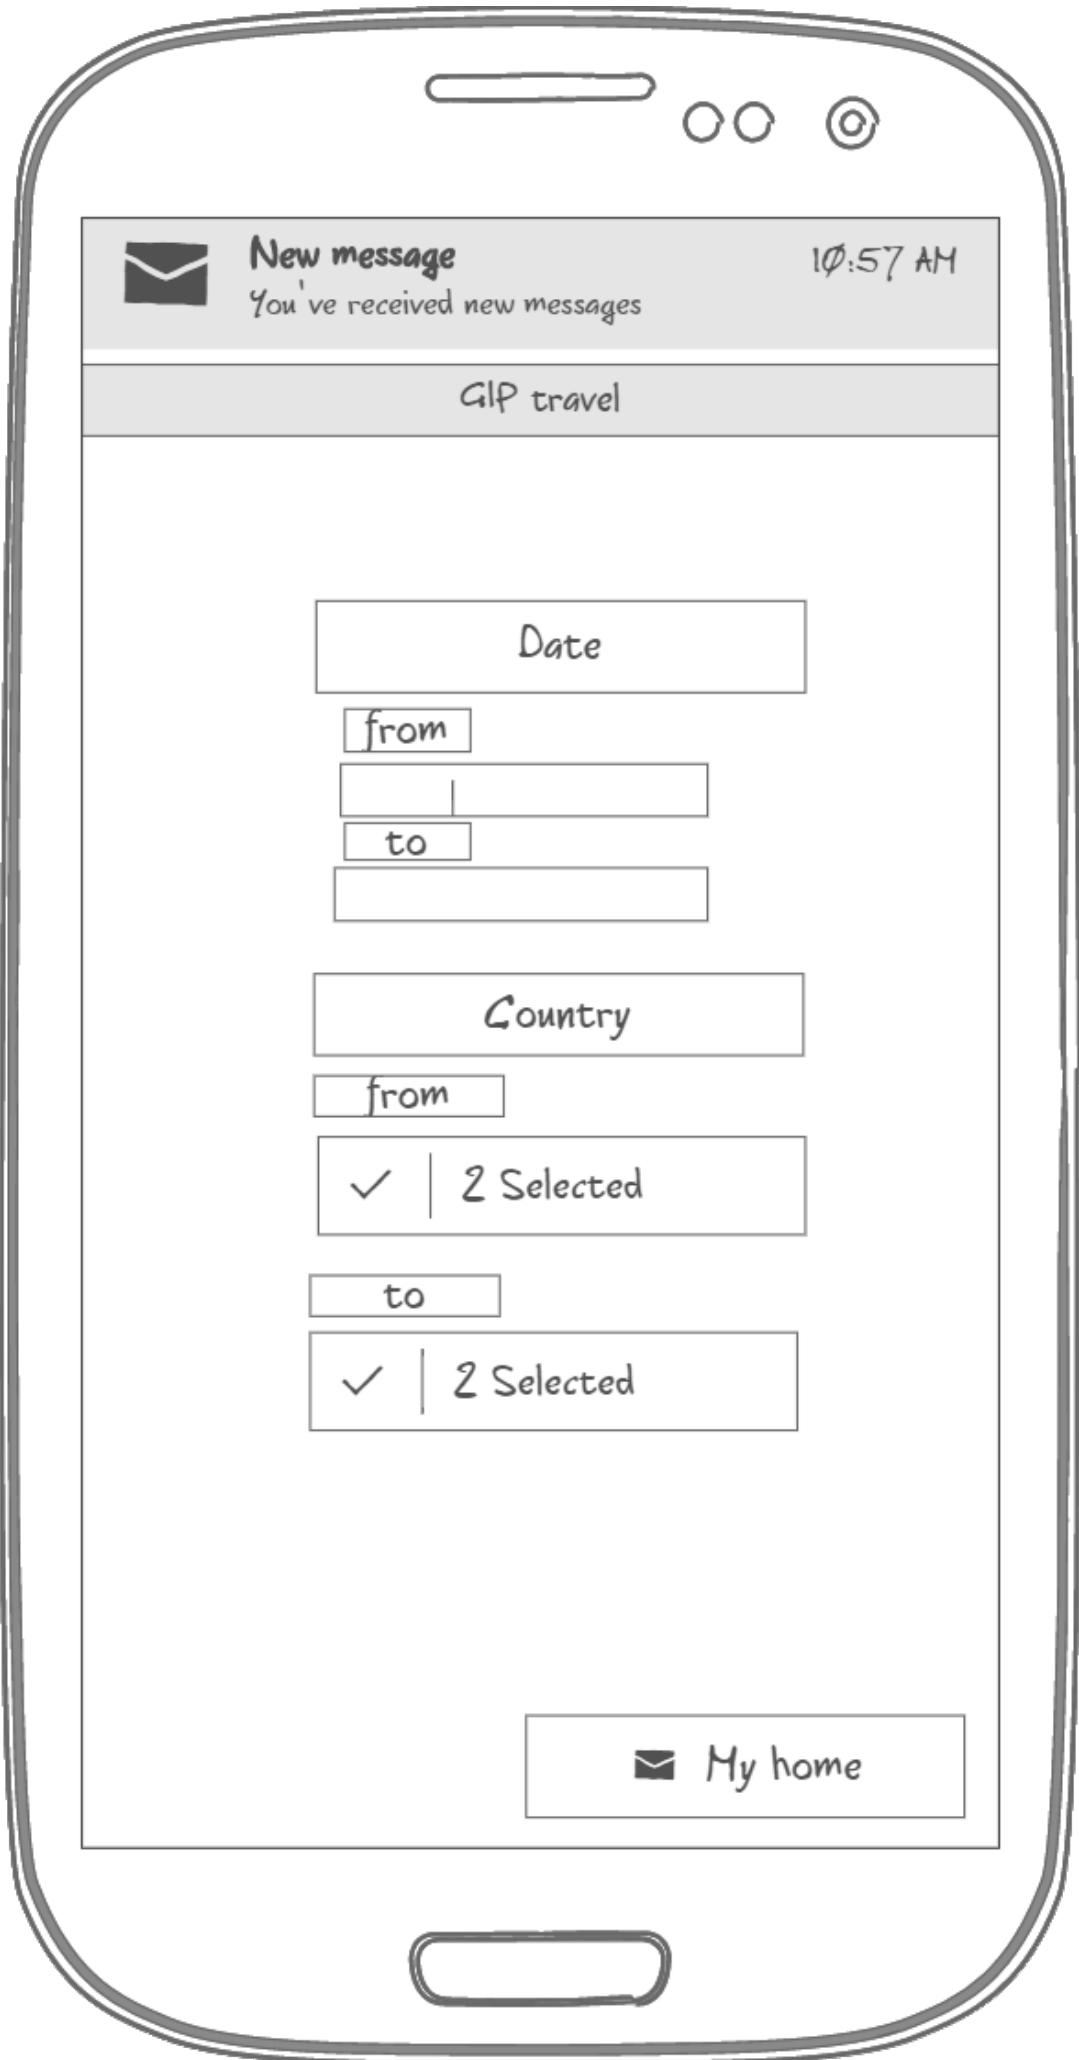 New message
10:57 AM
You've received new messages
GIP travel
Date
from
to
Country
from
2 Selected
to
2 Selected
My home